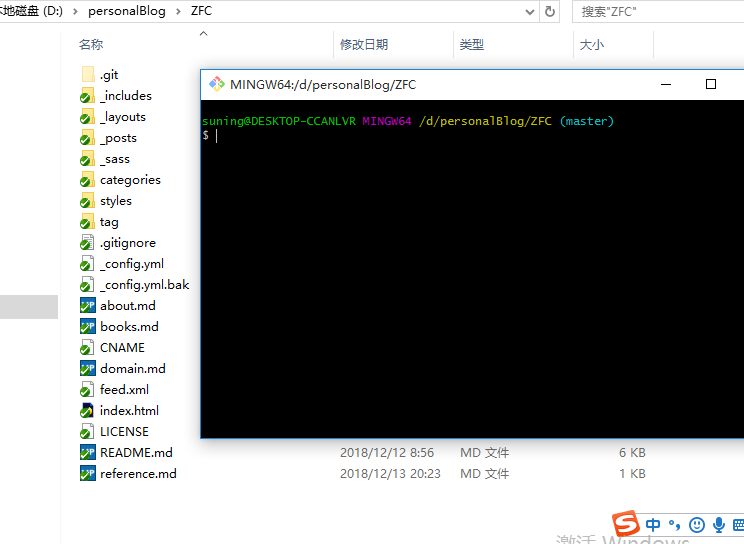 本地磁盘 (D:) > personalBlog > ZFC
搜索"ZFC"
名称 修改日期 类型 大小
.git
_includes
_layouts
_posts
_sass
categories
styles
tag
.gitignore
_config.yml
_config.yml.bak
about.md
books.md
CNAME
domain.md
feed.xml
index.html
LICENSE
README.md 2018/12/12 8:56 MD 文件 6 KB
reference.md 2018/12/13 20:23 MD 文件 1 KB
MINGW64:/d/personalBlog/ZFC
suning@DESKTOP-CCANLVR MINGW64 /d/personalBlog/ZFC (master)
$
S 中
激活 Windows